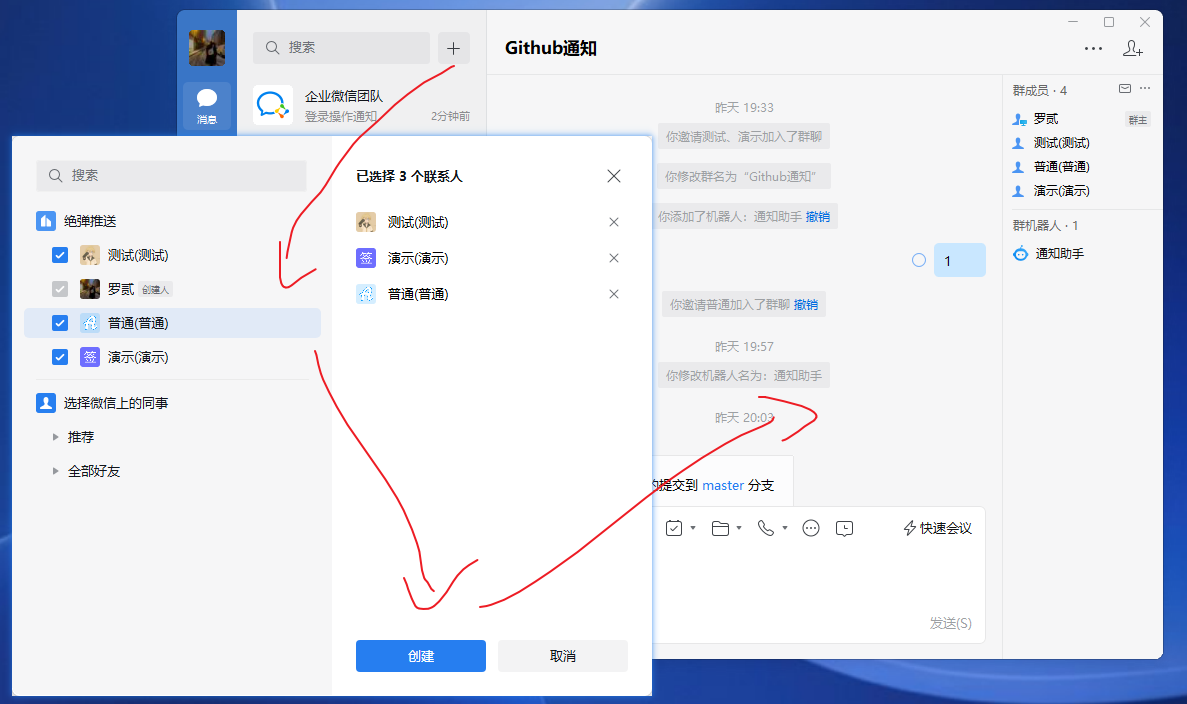 搜索
企业微信团队
登录操作通知
2分钟前
消息
Github通知
昨天 19:33
你邀请测试、演示加入了群聊
你修改群名为“Github通知”
你添加了机器人：通知助手 撤销
1
你邀请普通加入了群聊 撤销
昨天 19:57
你修改机器人名为：通知助手
昨天 20:03
的提交到 master 分支
快速会议
发送(S)
群成员 · 4
罗贰 群主
测试(测试)
普通(普通)
演示(演示)
群机器人 · 1
通知助手
搜索
绝弹推送
测试(测试)
罗贰 创建人
普通(普通)
签 演示(演示)
选择微信上的同事
推荐
全部好友
已选择 3 个联系人
测试(测试)
签 演示(演示)
普通(普通)
创建 取消